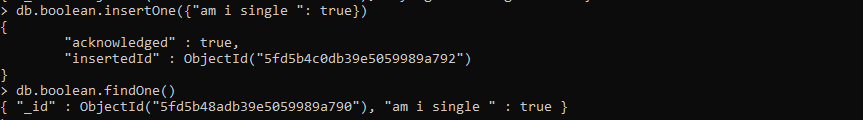 > db.boolean.insertOne({"am i single ": true})
{
        "acknowledged" : true,
        "insertedId" : ObjectId("5fd5b4c0db39e5059989a792")
}
> db.boolean.findOne()
{ "_id" : ObjectId("5fd5b48adb39e5059989a790"), "am i single " : true }